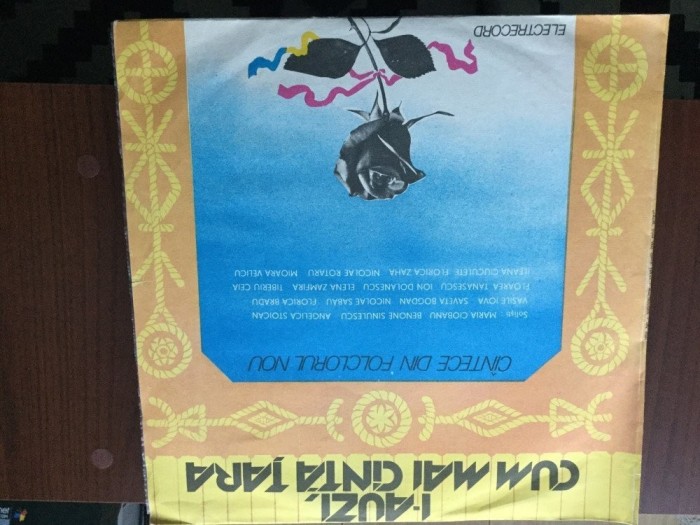 I-AUZI,
CUM MAI CÎNTĂ ȚARA
CÎNTECE DIN FOLCLORUL NOU
Soliști: MARIA CIOBANU BENONE SINULESCU ANGELICA STOICAN
VASILE IOVA SAVETA BOGDAN NICOLAE SABĂU FLORICA BRADU
FLOAREA TĂNĂSESCU ION DOLĂNESCU ELENA ZAMFIRA TIBERIU CEIA
ILEANA CIUCULETE FLORICA ZAHA NICOLAE ROTARU MIOARA VELICU
ELECTRECORD